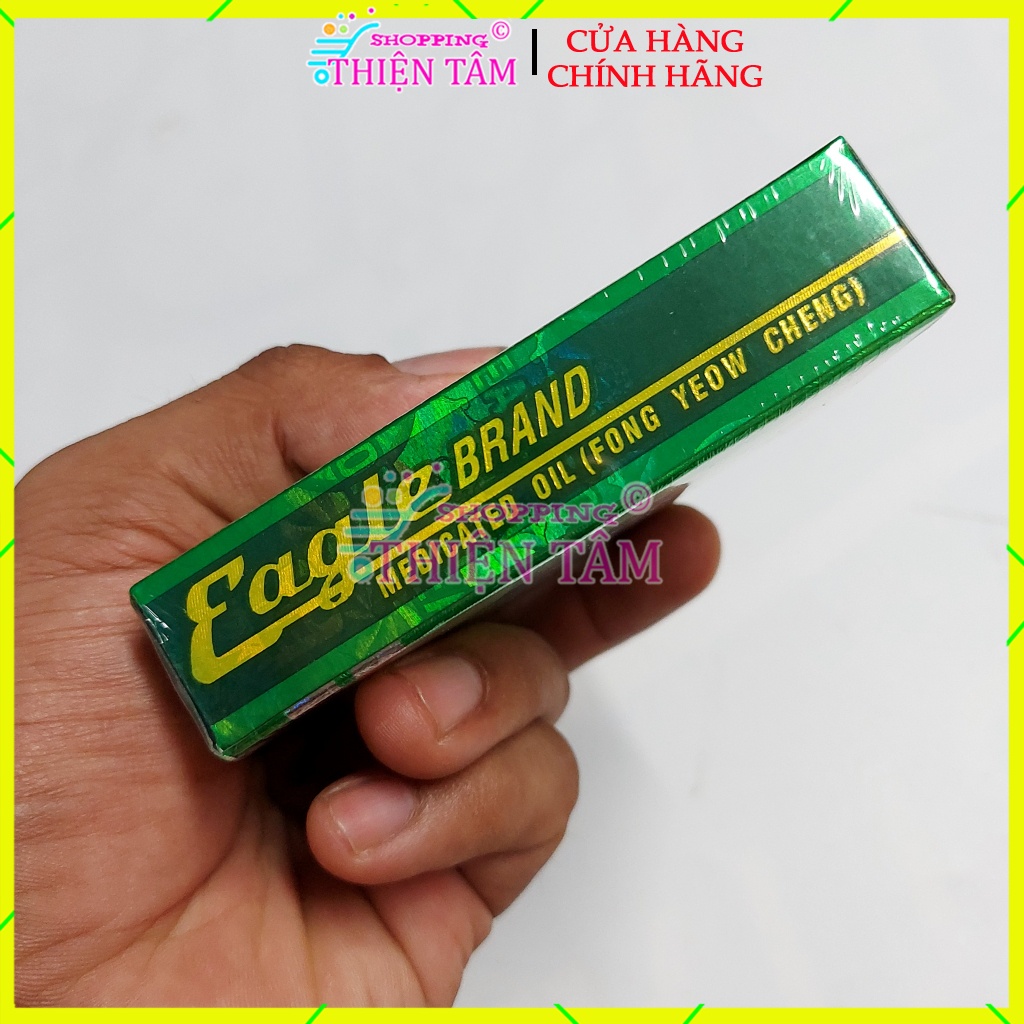 SHOPPING©
THIỆN TÂM
CỬA HÀNG
CHÍNH HÃNG
Eagle BRAND
MEDICATED OIL (FONG YEOW CHENG)
SHOPPING©
THIỆN TÂM